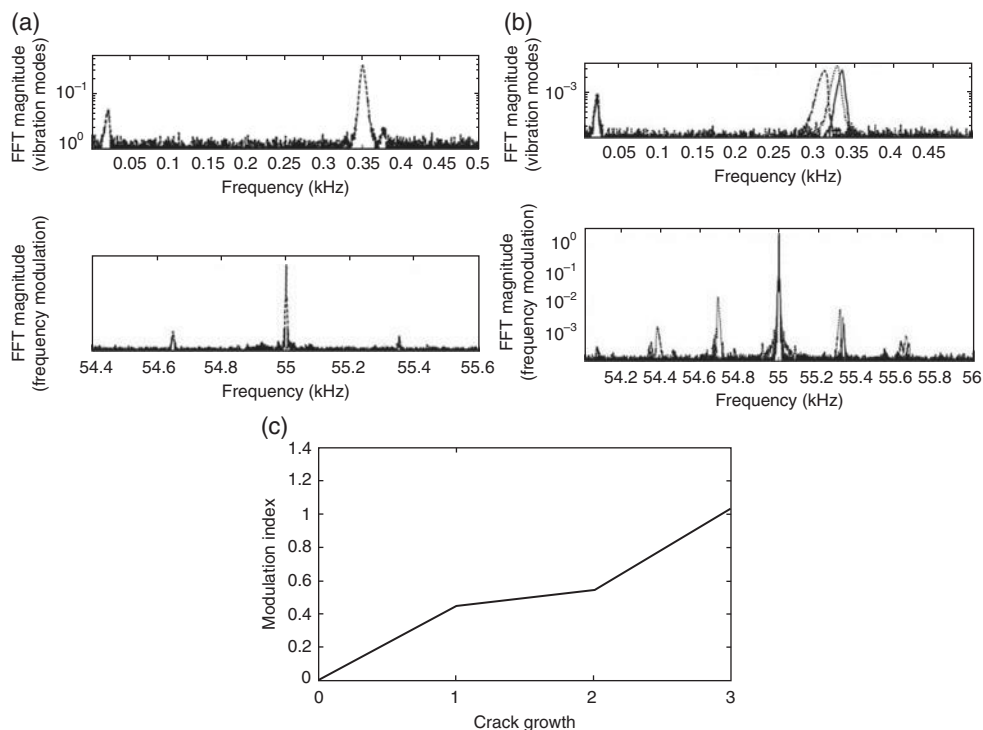 (a)
FFT magnitude
(vibration modes)
10⁻¹
10⁰
0.05 0.1 0.15 0.2 0.25 0.3 0.35 0.4 0.45 0.5
Frequency (kHz)
FFT magnitude
(frequency modulation)
54.4 54.6 54.8 55 55.2 55.4 55.6
Frequency (kHz)
(b)
FFT magnitude
(vibration modes)
10⁻³
0.05 0.1 0.15 0.2 0.25 0.3 0.35 0.4 0.45
Frequency (kHz)
FFT magnitude
(frequency modulation)
10⁰
10⁻¹
10⁻²
10⁻³
54.2 54.4 54.6 54.8 55 55.2 55.4 55.6 55.8 56
Frequency (kHz)
(c)
Modulation index
1.4
1.2
1
0.8
0.6
0.4
0.2
0
0 1 2 3
Crack growth